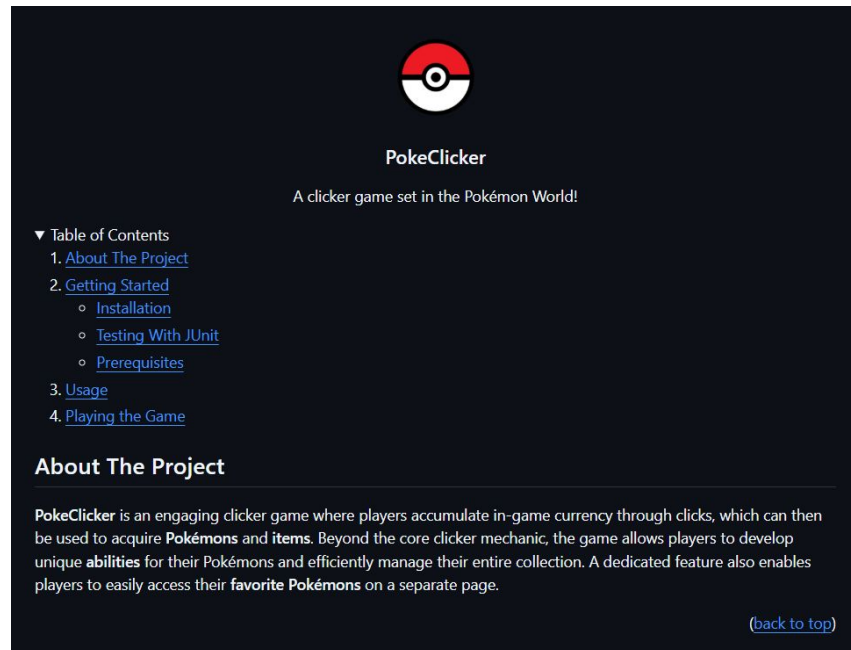 PokeClicker
A clicker game set in the Pokémon World!
▼ Table of Contents
1. About The Project
2. Getting Started
○ Installation
○ Testing With JUnit
○ Prerequisites
3. Usage
4. Playing the Game
About The Project
PokeClicker is an engaging clicker game where players accumulate in-game currency through clicks, which can then
be used to acquire Pokémons and items. Beyond the core clicker mechanic, the game allows players to develop
unique abilities for their Pokémons and efficiently manage their entire collection. A dedicated feature also enables
players to easily access their favorite Pokémons on a separate page.
(back to top)